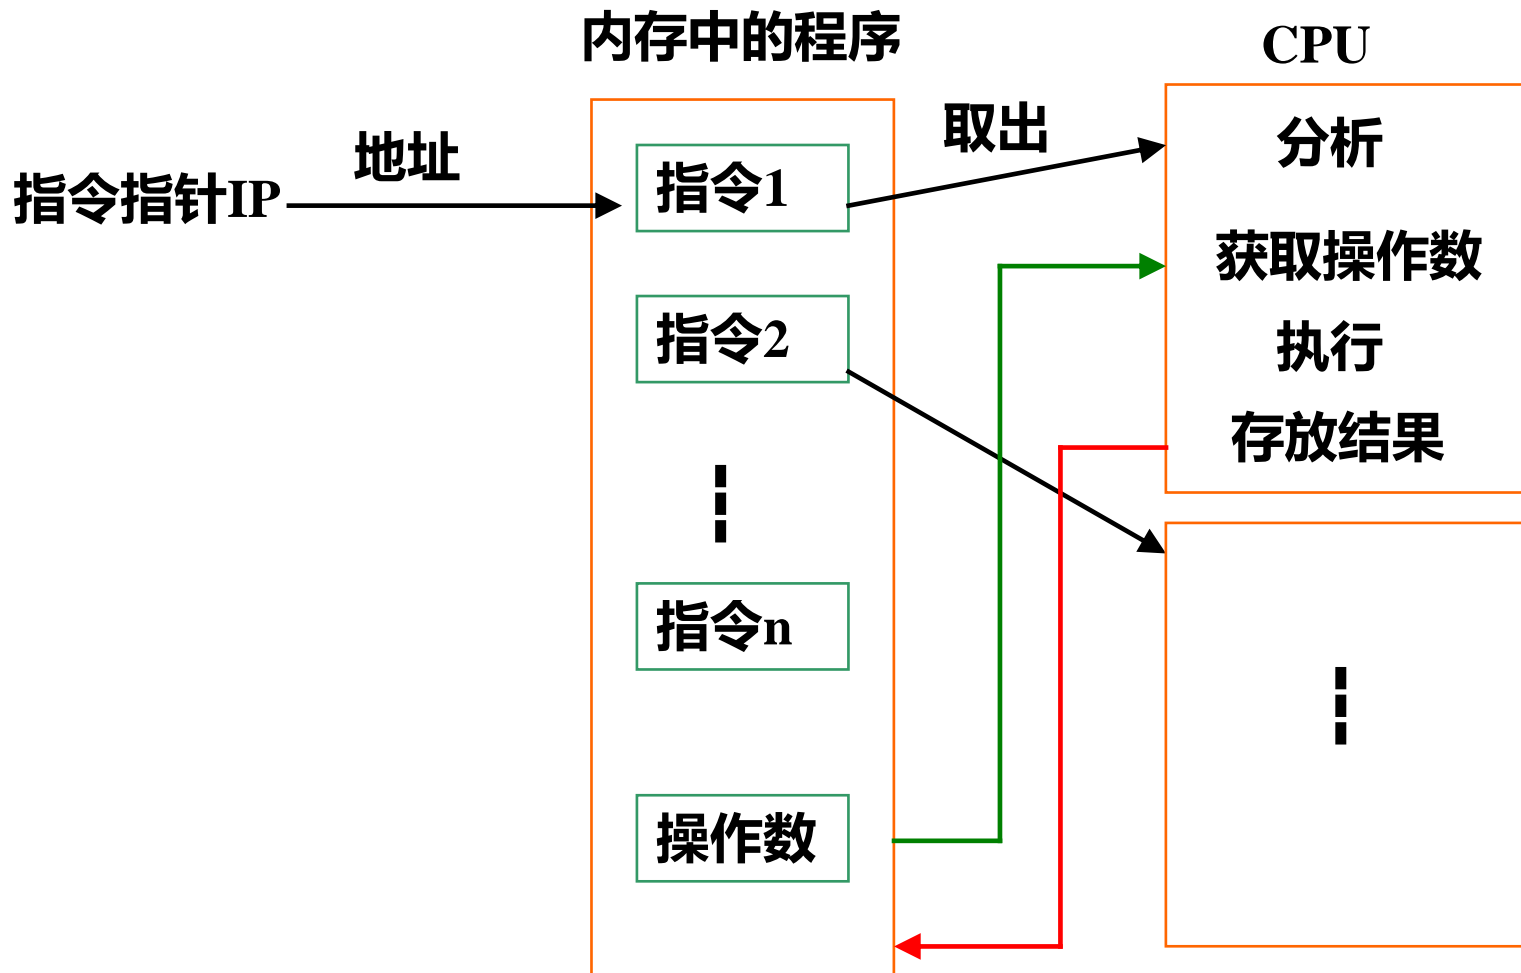 内存中的程序
CPU
指令指针IP
地址
指令1
取出
分析
获取操作数
执行
存放结果
指令2
指令n
操作数